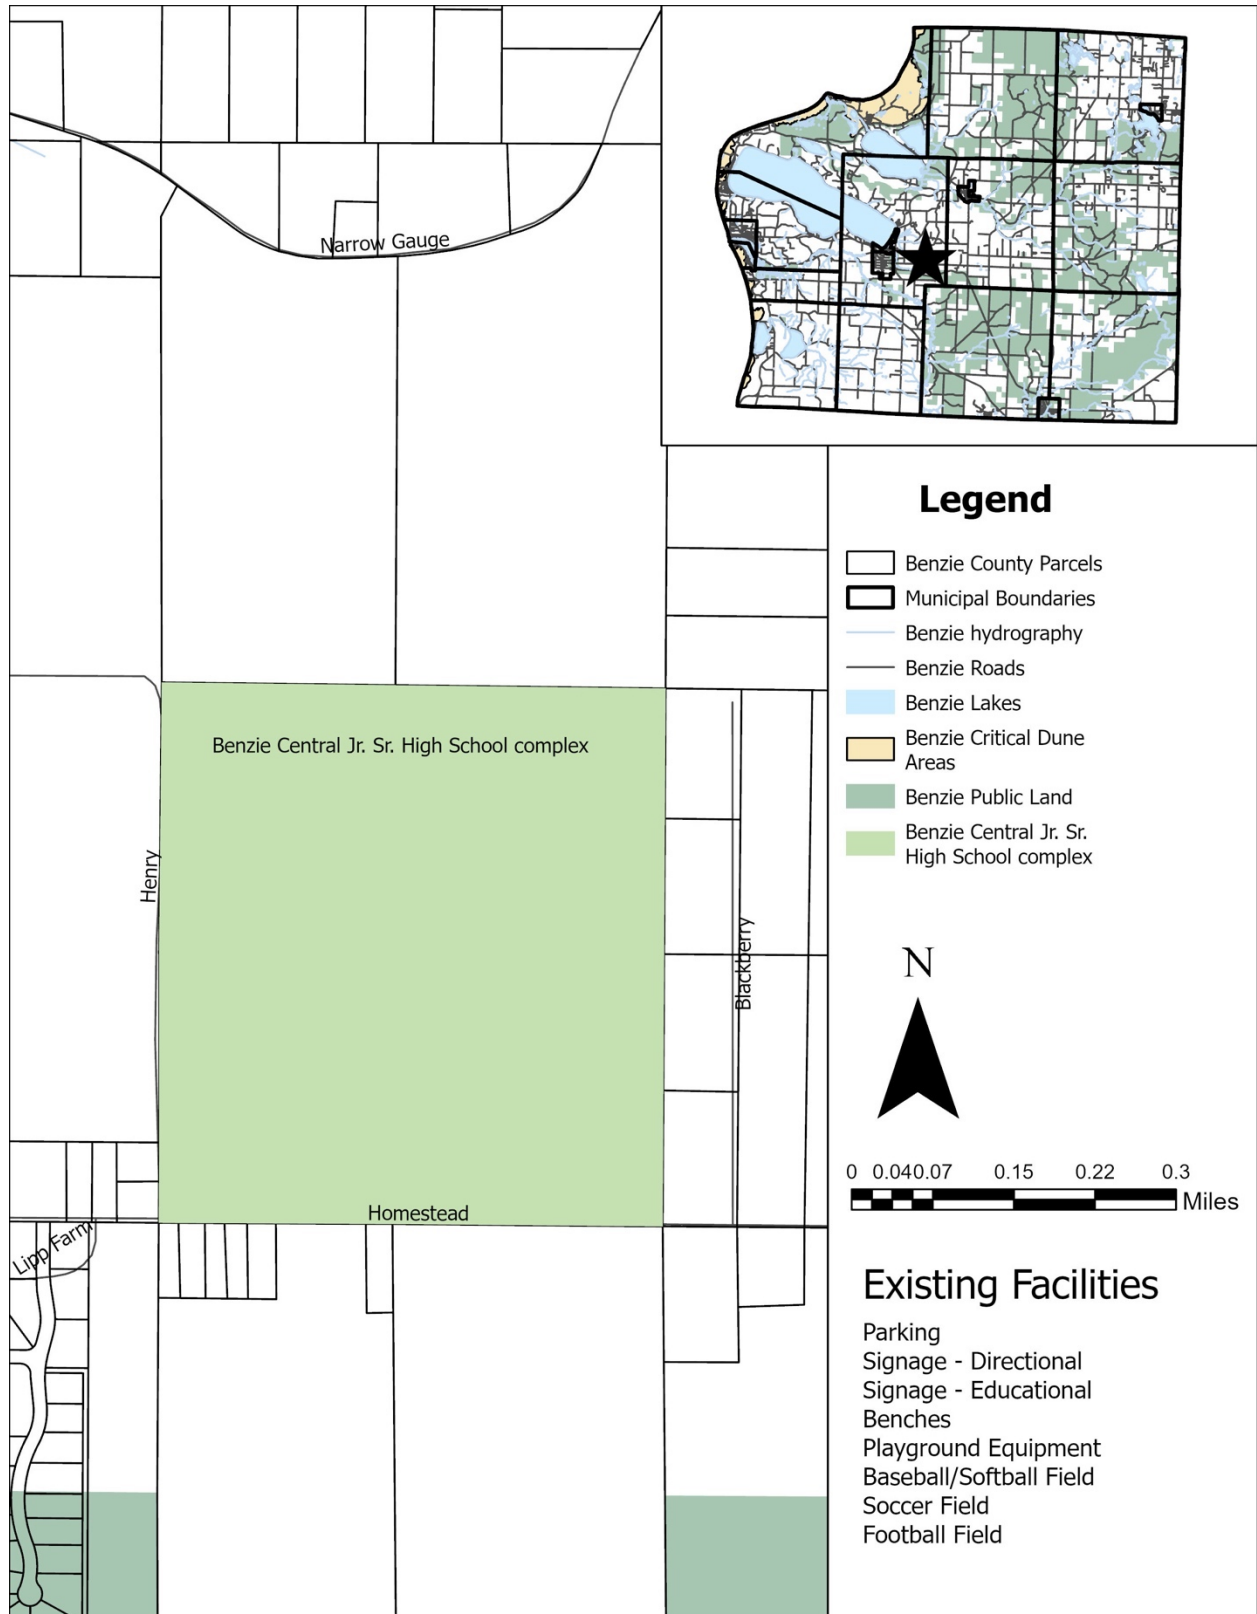 Narrow Gauge
Benzie Central Jr. Sr. High School complex
Henry
Blackberry
Homestead
Lipp Farm
Legend
Benzie County Parcels
Municipal Boundaries
Benzie hydrography
Benzie Roads
Benzie Lakes
Benzie Critical Dune
Areas
Benzie Public Land
Benzie Central Jr. Sr.
High School complex
N
0 0.040.07 0.15 0.22 0.3
Miles
Existing Facilities
Parking
Signage - Directional
Signage - Educational
Benches
Playground Equipment
Baseball/Softball Field
Soccer Field
Football Field